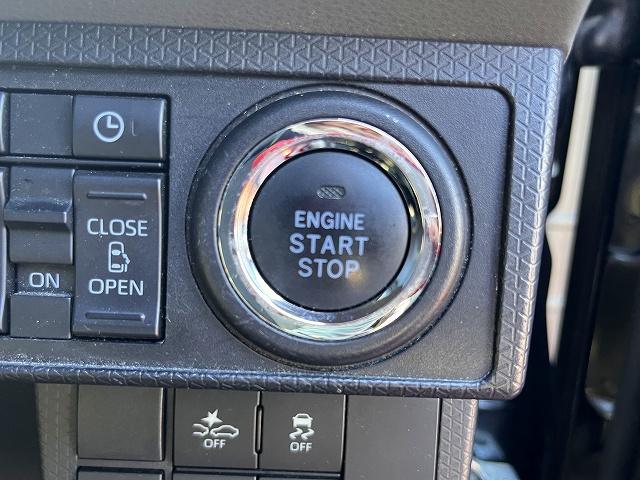 ENGINE
START
STOP
CLOSE
OPEN
ON
OFF
OFF